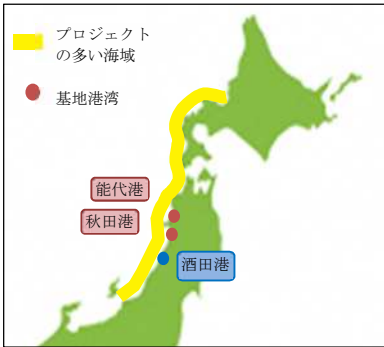 プロジェクト
の多い海域
基地港湾
能代港
秋田港
酒田港